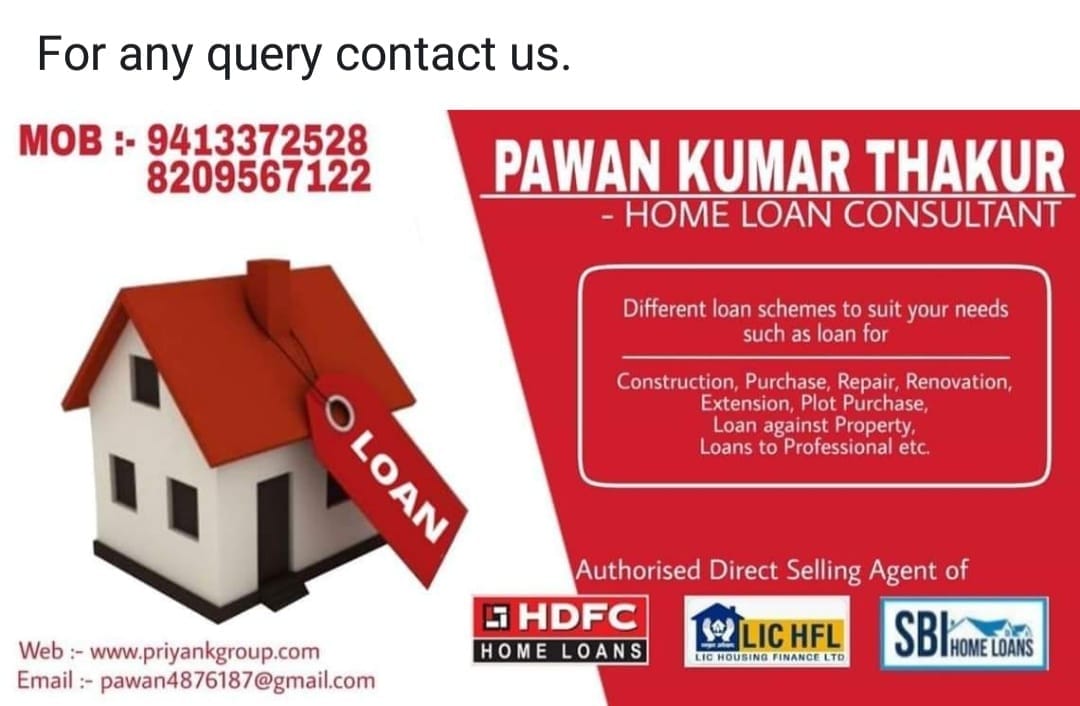 For any query contact us.
MOB :- 9413372528
8209567122
PAWAN KUMAR THAKUR
- HOME LOAN CONSULTANT
Different loan schemes to suit your needs
such as loan for
Construction, Purchase, Repair, Renovation,
Extension, Plot Purchase,
Loan against Property,
Loans to Professional etc.
LOAN
Authorised Direct Selling Agent of
HDFC
HOME LOANS
LIC HFL
LIC HOUSING FINANCE LTD
SBI HOME LOANS
Web :- www.priyankgroup.com
Email :- pawan4876187@gmail.com